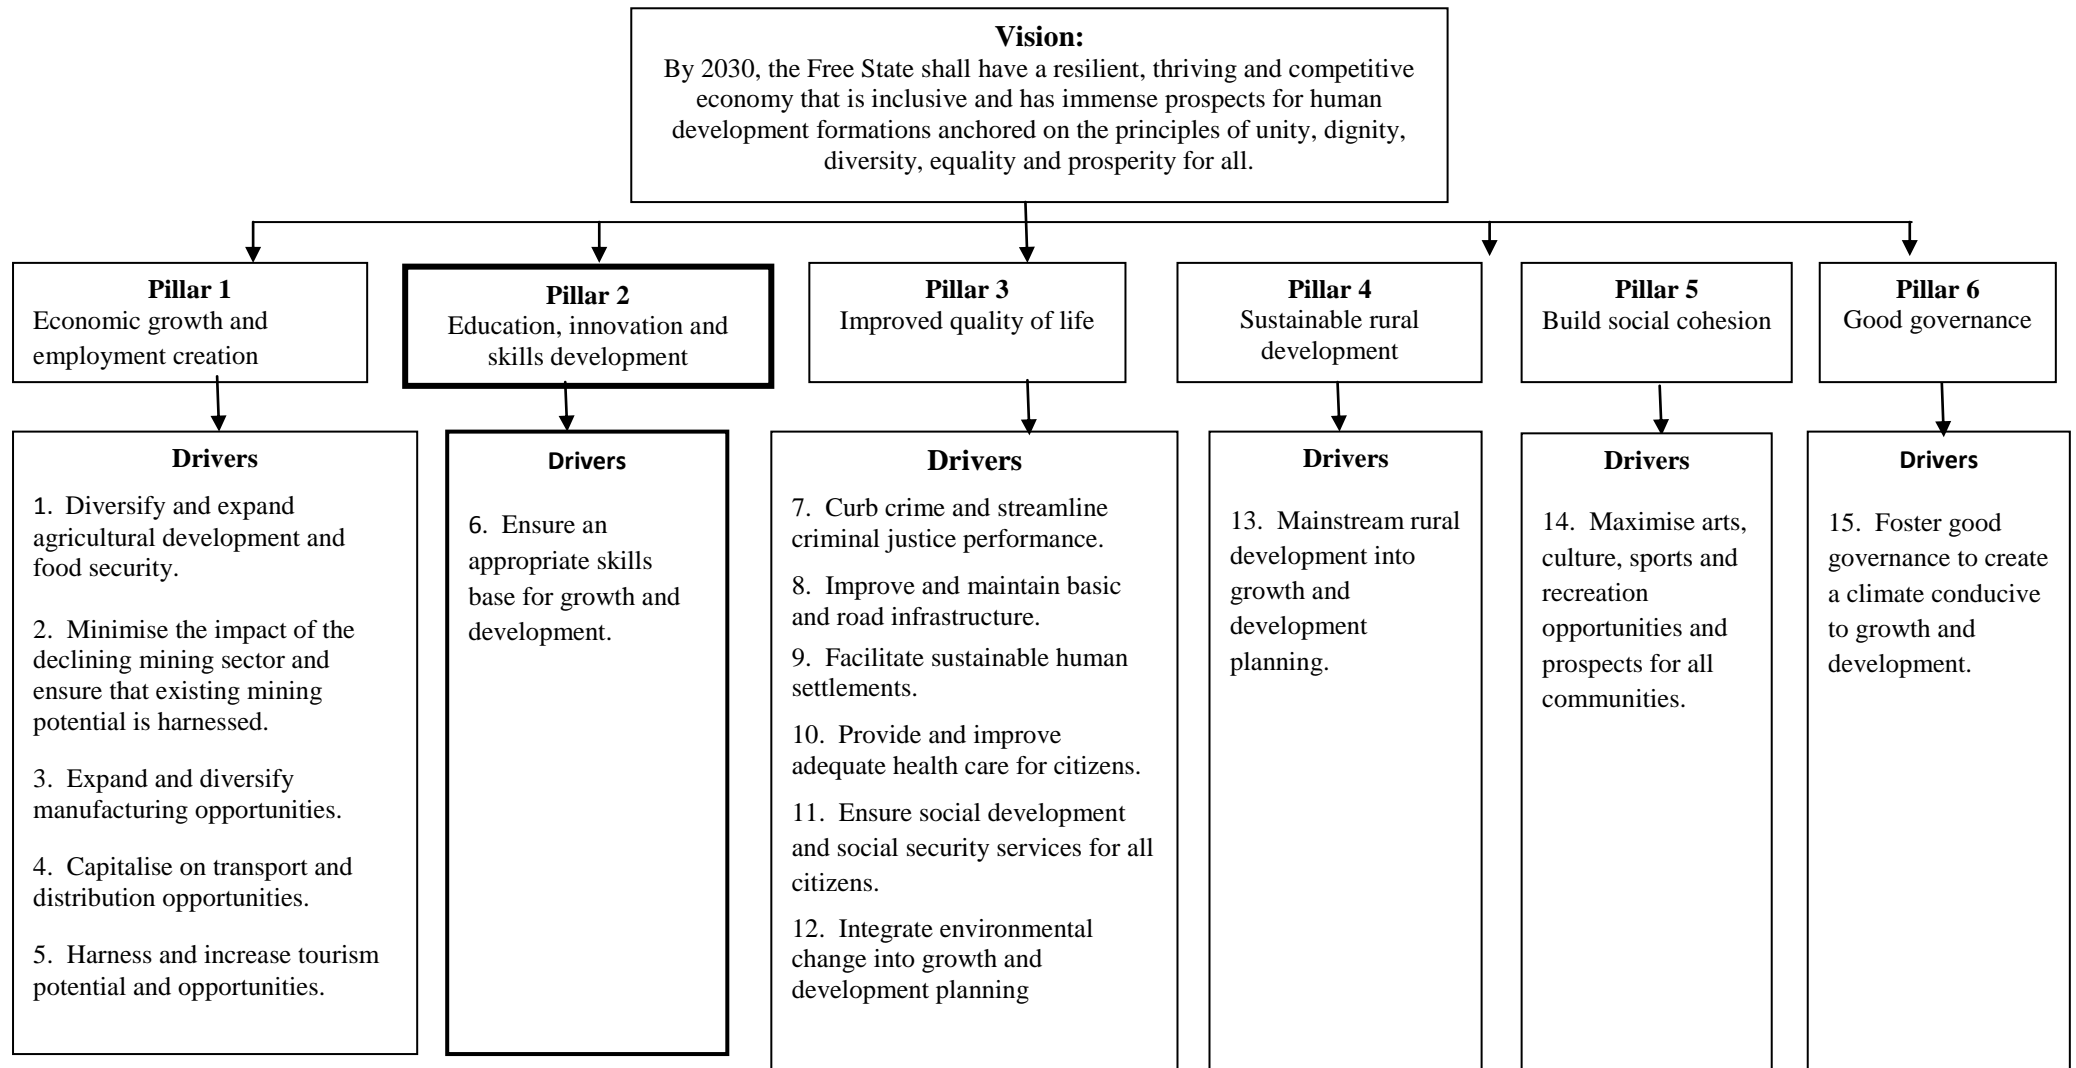 Vision:
By 2030, the Free State shall have a resilient, thriving and competitive
economy that is inclusive and has immense prospects for human
development formations anchored on the principles of unity, dignity,
diversity, equality and prosperity for all.
Pillar 1
Economic growth and
employment creation
Pillar 2
Education, innovation and
skills development
Pillar 3
Improved quality of life
Pillar 4
Sustainable rural
development
Pillar 5
Build social cohesion
Pillar 6
Good governance
Drivers
1. Diversify and expand
agricultural development and
food security.
2. Minimise the impact of the
declining mining sector and
ensure that existing mining
potential is harnessed.
3. Expand and diversify
manufacturing opportunities.
4. Capitalise on transport and
distribution opportunities.
5. Harness and increase tourism
potential and opportunities.
Drivers
6. Ensure an
appropriate skills
base for growth and
development.
Drivers
7. Curb crime and streamline
criminal justice performance.
8. Improve and maintain basic
and road infrastructure.
9. Facilitate sustainable human
settlements.
10. Provide and improve
adequate health care for citizens.
11. Ensure social development
and social security services for all
citizens.
12. Integrate environmental
change into growth and
development planning
Drivers
13. Mainstream rural
development into
growth and
development
planning.
Drivers
14. Maximise arts,
culture, sports and
recreation
opportunities and
prospects for all
communities.
Drivers
15. Foster good
governance to create
a climate conducive
to growth and
development.